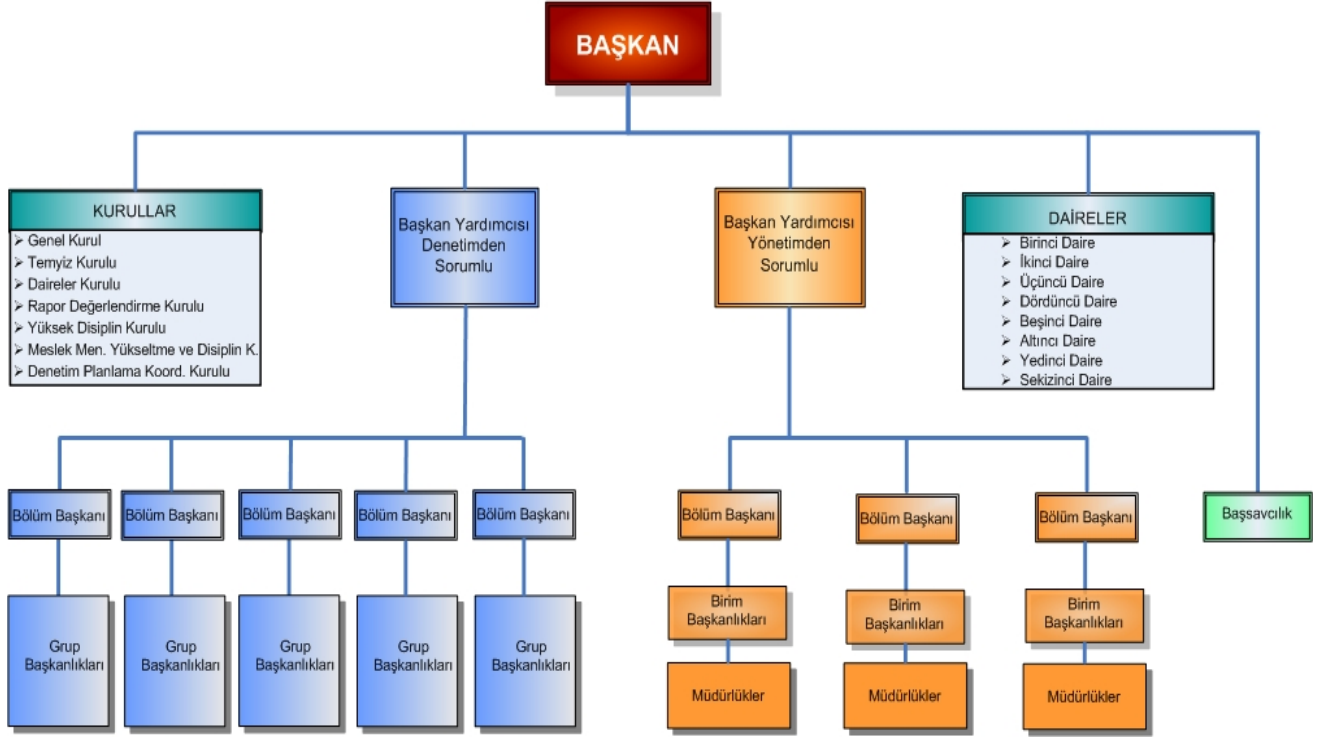 BAŞKAN
KURULLAR
➢ Genel Kurul
➢ Temyiz Kurulu
➢ Daireler Kurulu
➢ Rapor Değerlendirme Kurulu
➢ Yüksek Disiplin Kurulu
➢ Meslek Men. Yükseltme ve Disiplin K.
➢ Denetim Planlama Koord. Kurulu
Başkan Yardımcısı
Denetimden
Sorumlu
Başkan Yardımcısı
Yönetimden
Sorumlu
DAİRELER
➢ Birinci Daire
➢ İkinci Daire
➢ Üçüncü Daire
➢ Dördüncü Daire
➢ Beşinci Daire
➢ Altıncı Daire
➢ Yedinci Daire
➢ Sekizinci Daire
Bölüm Başkanı
Bölüm Başkanı
Bölüm Başkanı
Bölüm Başkanı
Bölüm Başkanı
Bölüm Başkanı
Bölüm Başkanı
Bölüm Başkanı
Başsavcılık
Grup
Başkanlıkları
Grup
Başkanlıkları
Grup
Başkanlıkları
Grup
Başkanlıkları
Grup
Başkanlıkları
Birim
Başkanlıkları
Birim
Başkanlıkları
Birim
Başkanlıkları
Müdürlükler
Müdürlükler
Müdürlükler